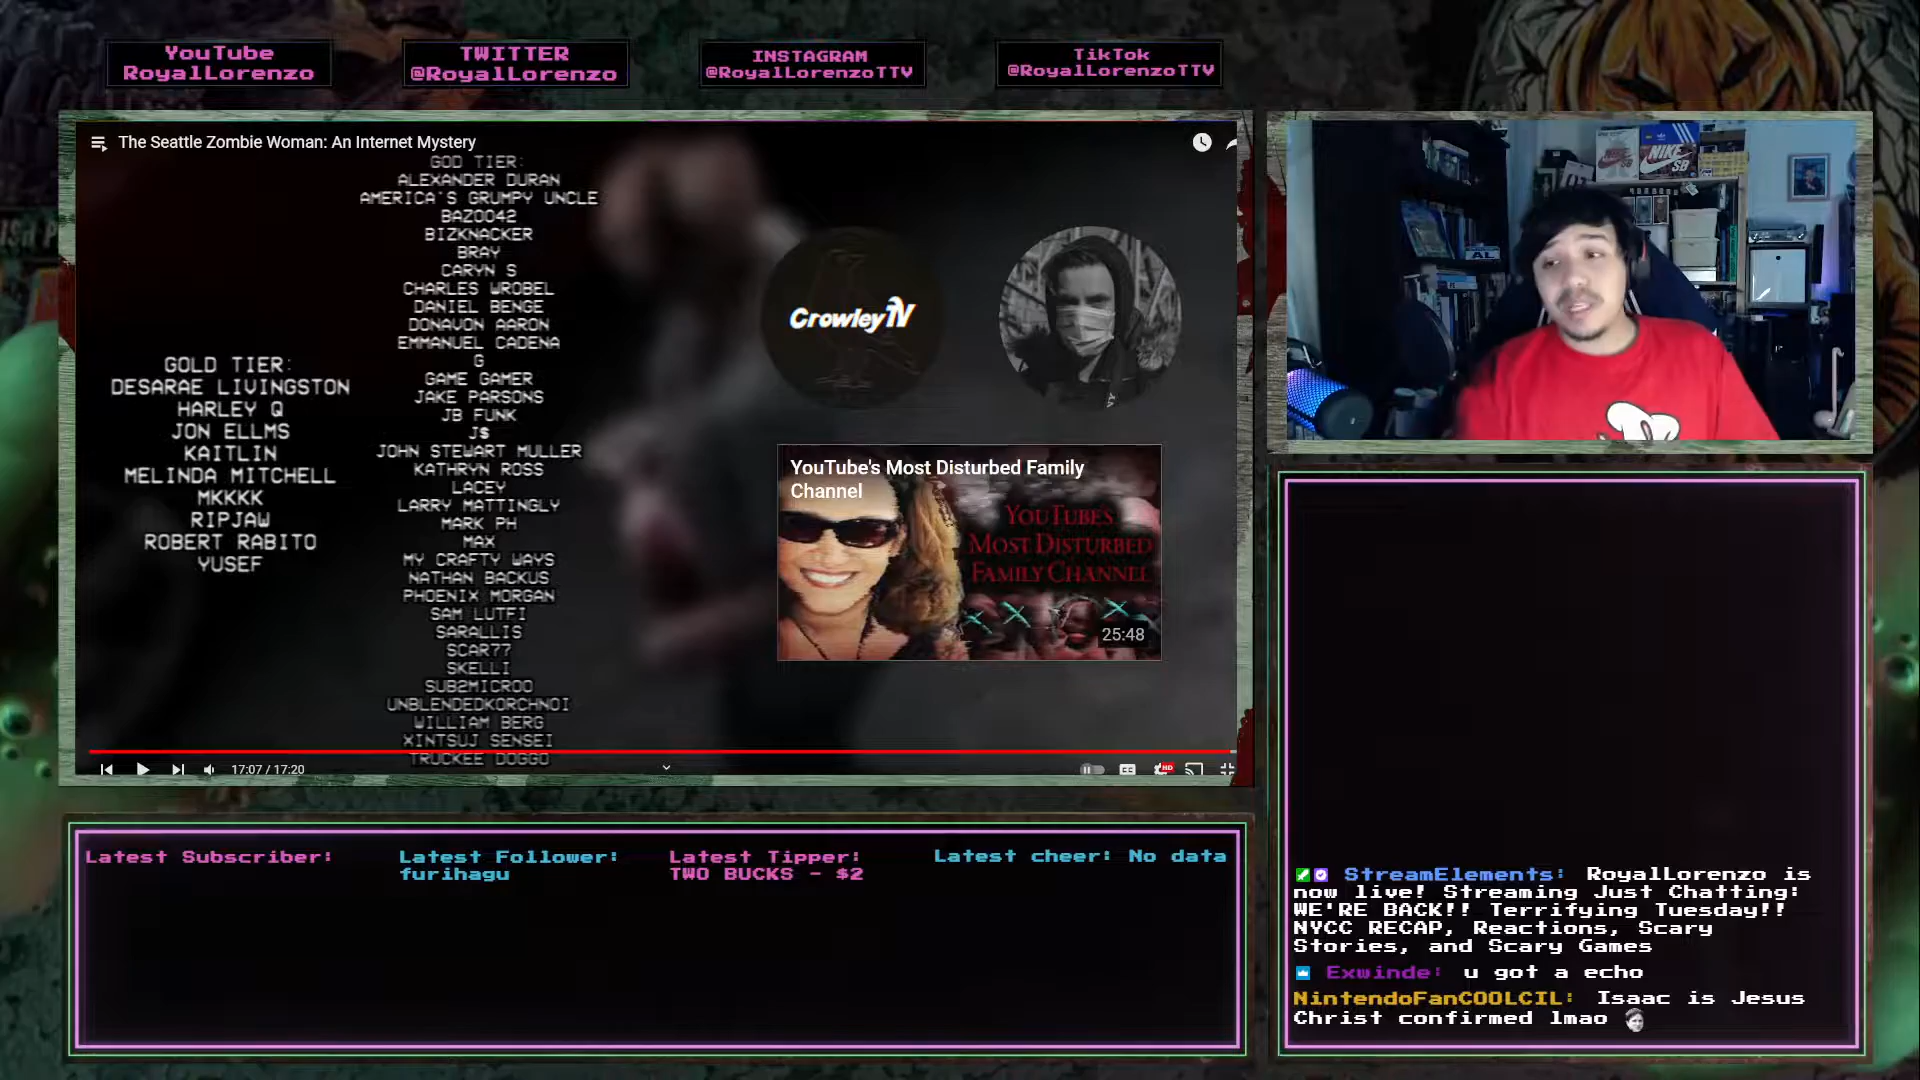 YouTube
RoyalLorenzo
TWITTER
@RoyalLorenzo
INSTAGRAM
@RoyalLorenzoTTV
TikTok
@RoyalLorenzoTTV
The Seattle Zombie Woman: An Internet Mystery
GOLD TIER:
DESARAE LIVINGSTON
HARLEY Q
JON ELLMS
KAITLIN
MELINDA MITCHELL
MKKKK
RIPJAW
ROBERT RABITO
YUSEF
GOD TIER:
ALEXANDER DURAN
AMERICA'S GRUMPY UNCLE
BAZ0042
BIZKNACKER
BRAY
CARYN S
CHARLES WROBEL
DANIEL BENGE
DONAVON AARON
EMMANUEL CADENA
G
GAME GAMER
JAKE PARSONS
JB FUNK
J$
JOHN STEWART MULLER
KATHRYN ROSS
LACEY
LARRY MATTINGLY
MARK PH
MAX
MY CRAFTY WAYS
NATHAN BACKUS
PHOENIX MORGAN
SAM LUTFI
SARALLIS
SCAR77
SKELLI
SUB2MICROO
UNBLENDEDKORCHNOI
WILLIAM BERG
XINTSUJ SENSEI
TRUCKEE DOGGO
CrowleyTV
YouTube's Most Disturbed Family
Channel
YOUTUBES
MOST DISTURBED
FAMILY CHANNEL
25:48
17:07 / 17:20
HD
NIKE
SB
AL
Latest Subscriber:
Latest Follower:
furihagu
Latest Tipper:
TWO BUCKS - $2
Latest cheer: No data
StreamElements: RoyalLorenzo is
now live! Streaming Just Chatting:
WE'RE BACK!! Terrifying Tuesday!!
NYCC RECAP, Reactions, Scary
Stories, and Scary Games
Exwinde: u got a echo
NintendoFanCOOLCIL: Isaac is Jesus
Christ confirmed lmao